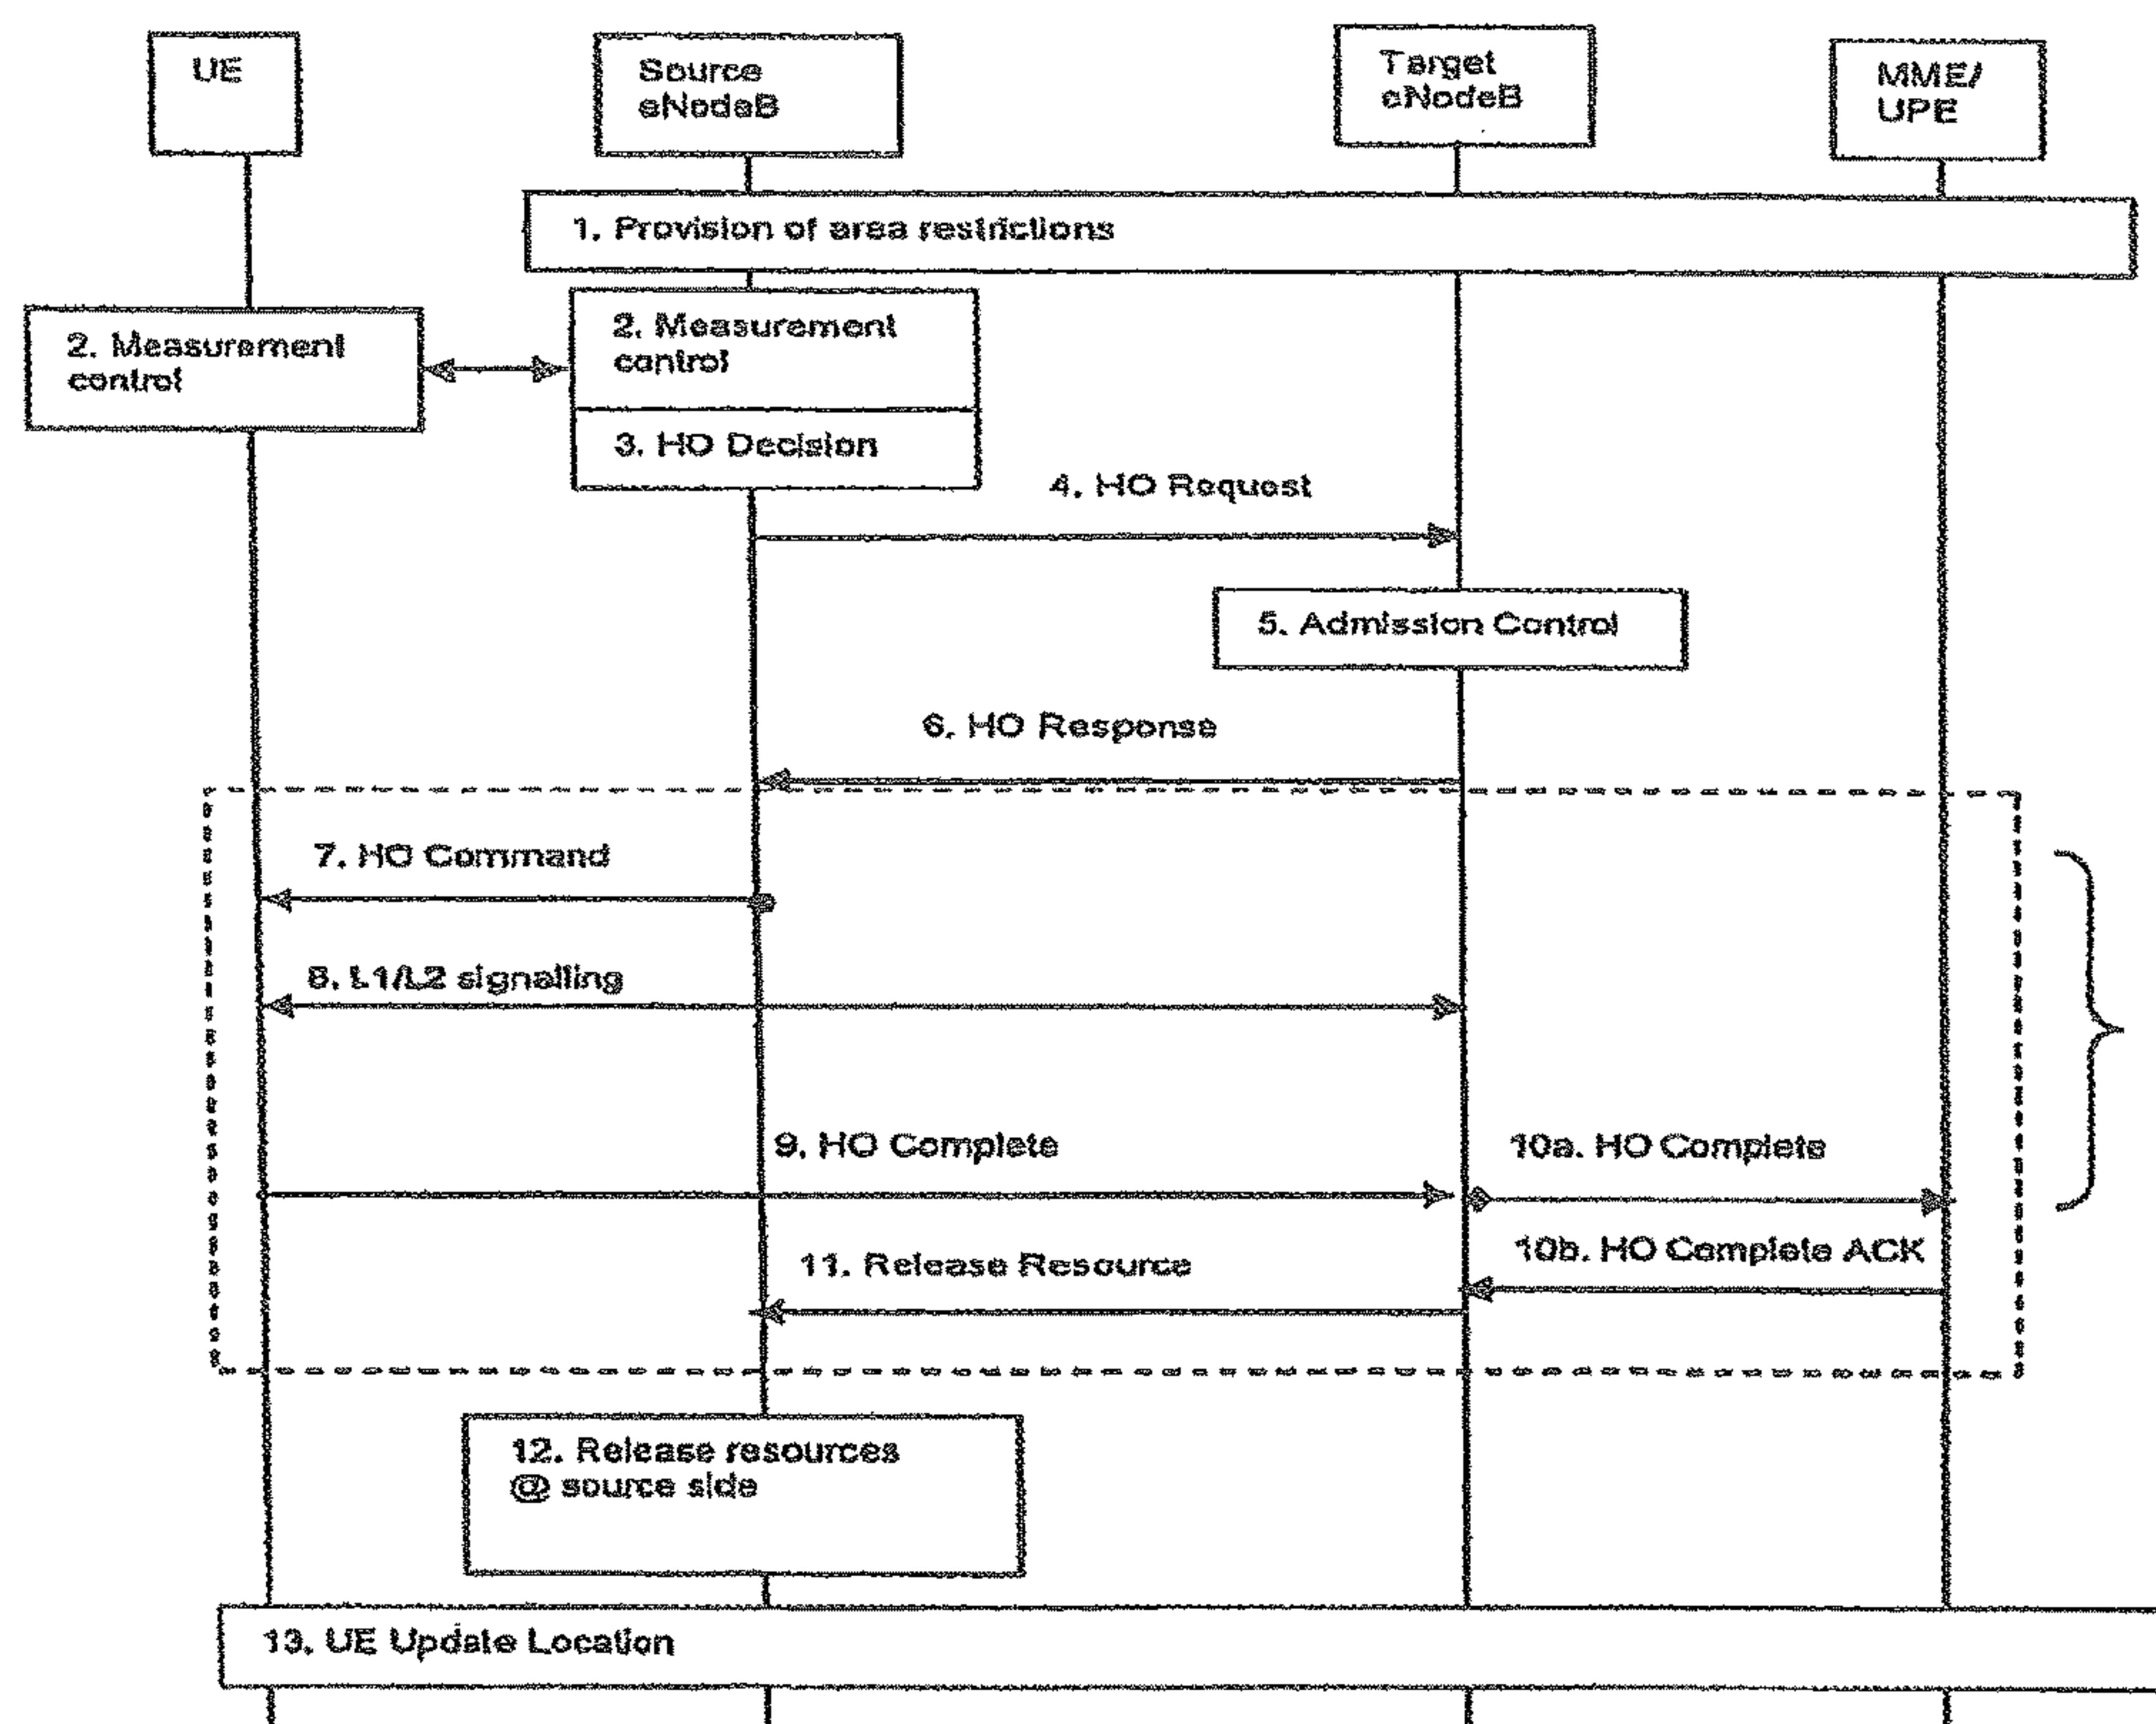 UE
Source
eNodeB
Target
eNodeB
MME/
UPE
1. Provision of area restrictions
2. Measurement
control
2. Measurement
control
3. HO Decision
4. HO Request
5. Admission Control
6. HO Response
7. HO Command
8. L1/L2 signalling
9. HO Complete
10a. HO Complete
10b. HO Complete ACK
11. Release Resource
12. Release resources
@ source side
13. UE Update Location